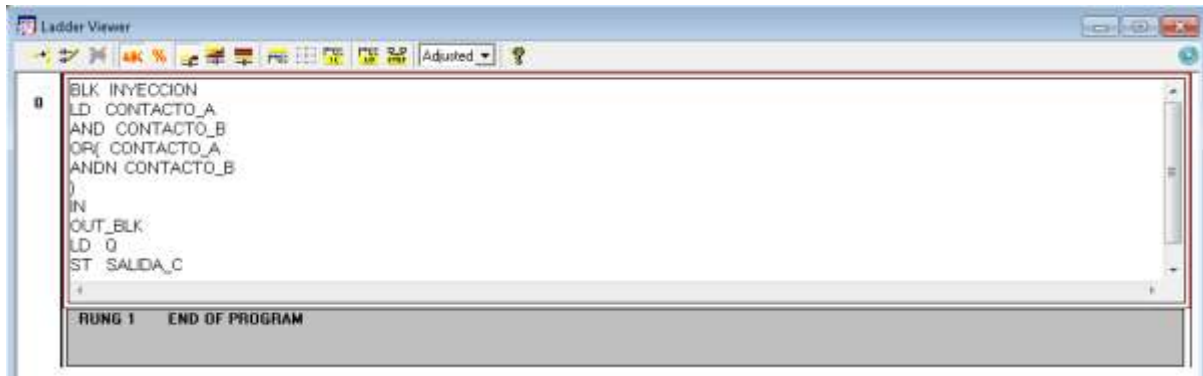 Ladder Viewer
ABC % Adjusted ?
0
BLK INYECCION
LD CONTACTO_A
AND CONTACTO_B
OR( CONTACTO_A
ANDN CONTACTO_B
)
IN
OUT_BLK
LD Q
ST SALIDA_C
RUNG 1 END OF PROGRAM